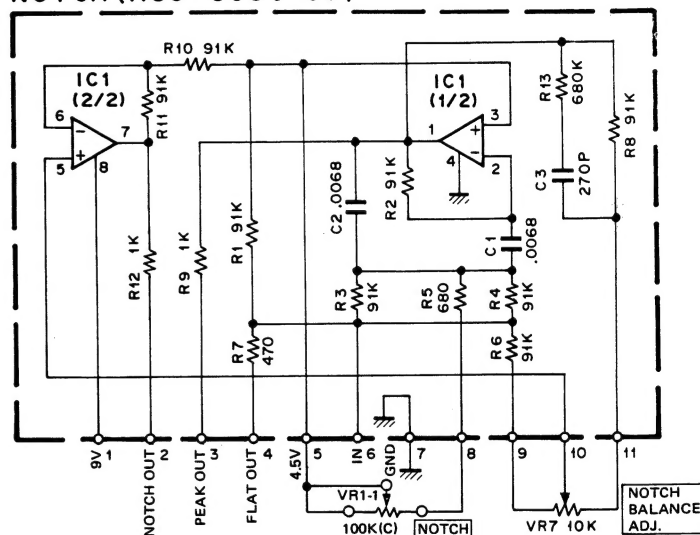 R10 91K
IC1
(2/2)
IC1
(1/2)
6
5
7
8
R11 91K
1
4
3
2
R13
680K
R8 91K
C3
270P
R2 91K
C2 .0068
C1
.0068
R12 1K
R9 1K
R1 91K
R3
91K
R5
680
R4
91K
R7
470
R6
91K
9V 1
NOTCH OUT 2
PEAK OUT 3
FLAT OUT 4
4.5V 5
IN 6
GND 7
8
9
10
11
VR1-1
100K(C)
NOTCH
VR7 10K
NOTCH
BALANCE
ADJ.